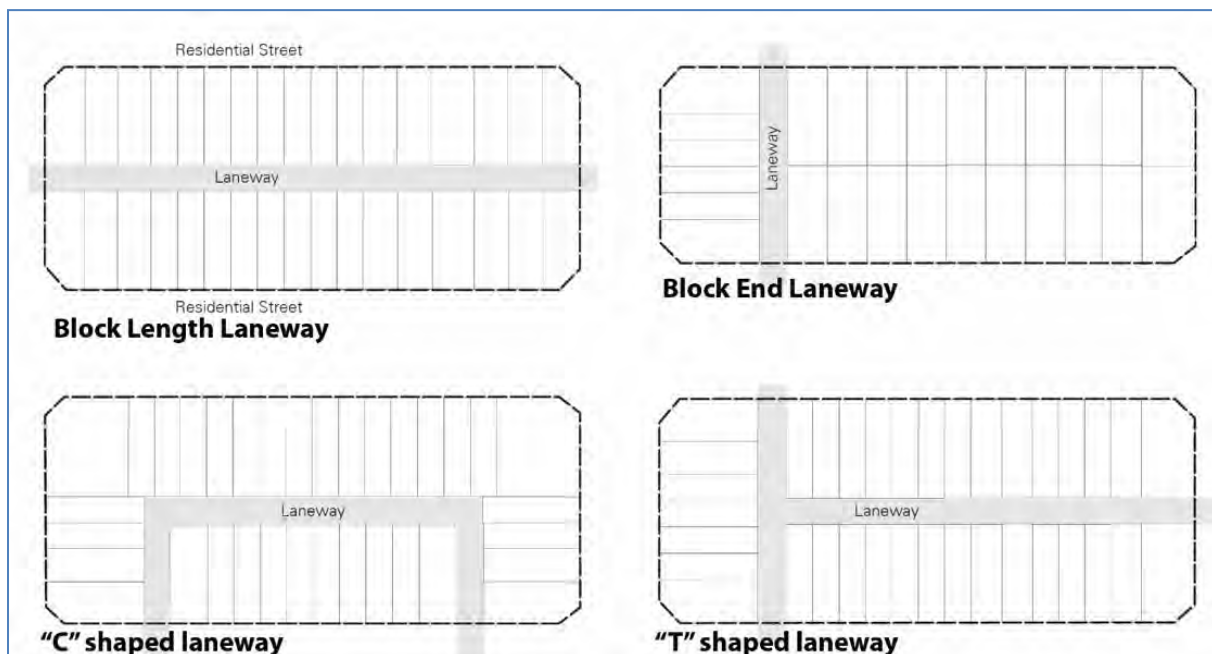 Residential Street
Laneway
Residential Street
Block Length Laneway
Laneway
Block End Laneway
Laneway
"C" shaped laneway
Laneway
"T" shaped laneway